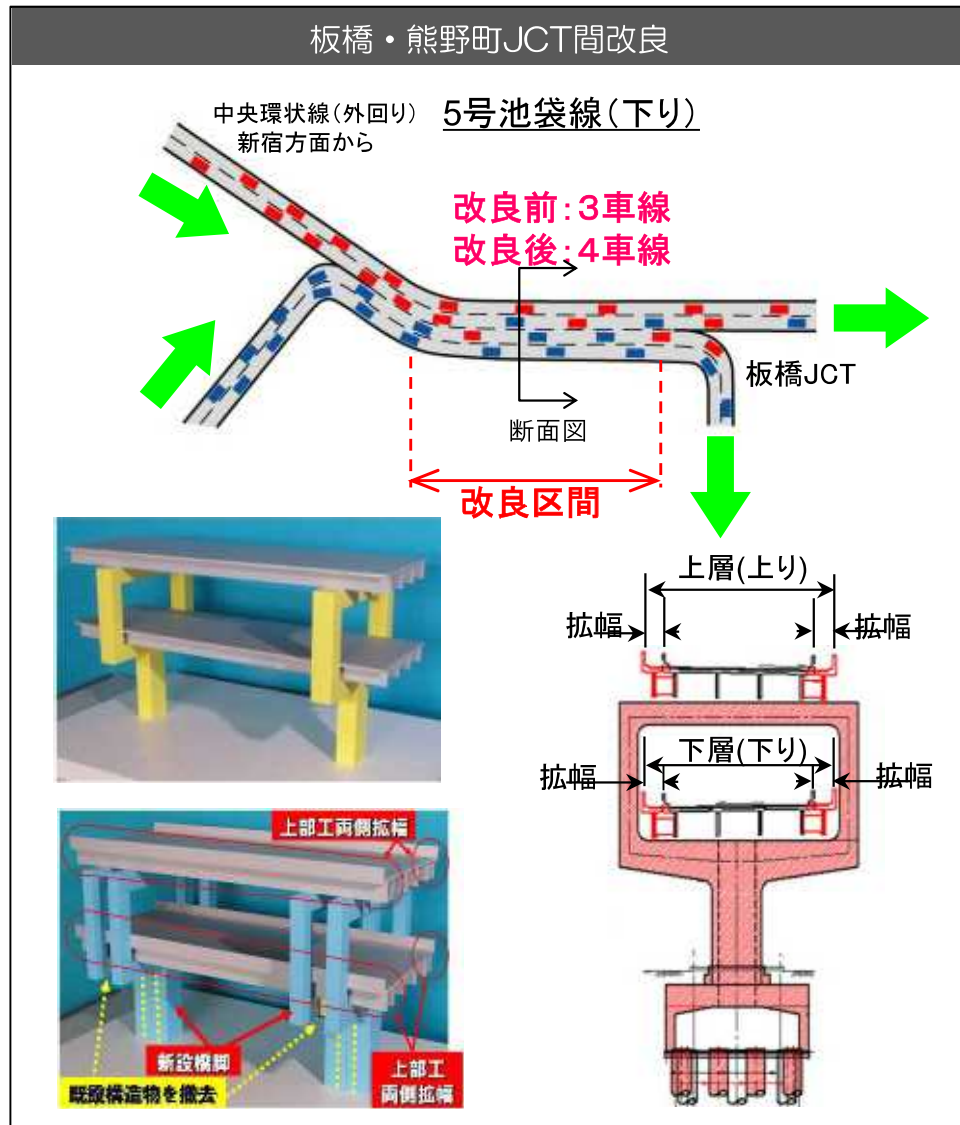 板橋・熊野町JCT間改良
中央環状線(外回り)
新宿方面から
5号池袋線(下り)
改良前:3車線
改良後:4車線
板橋JCT
断面図
改良区間
上層(上り)
拡幅
拡幅
下層(下り)
拡幅
拡幅
上部工両側拡幅
新設橋脚
既設構造物を撤去
上部工
両側拡幅